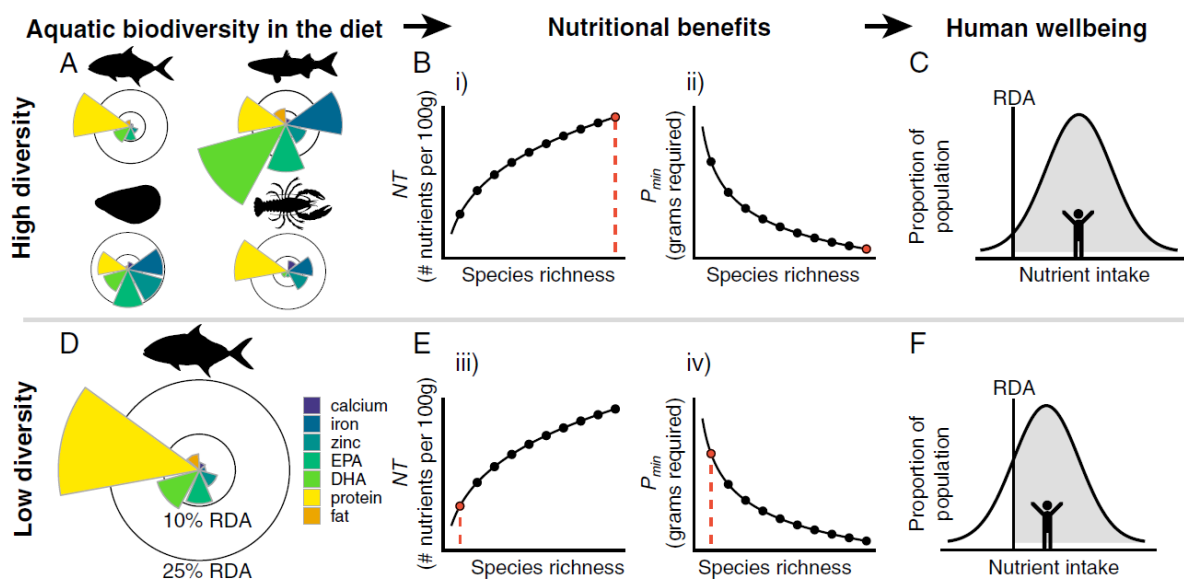 Aquatic biodiversity in the diet
Nutritional benefits
Human wellbeing
High diversity
A
B
i)
NT
(# nutrients per 100g)
Species richness
ii)
P_min
(grams required)
Species richness
C
RDA
Proportion of
population
Nutrient intake
Low diversity
D
10% RDA
25% RDA
calcium
iron
zinc
EPA
DHA
protein
fat
E
iii)
NT
(# nutrients per 100g)
Species richness
iv)
P_min
(grams required)
Species richness
F
RDA
Proportion of
population
Nutrient intake